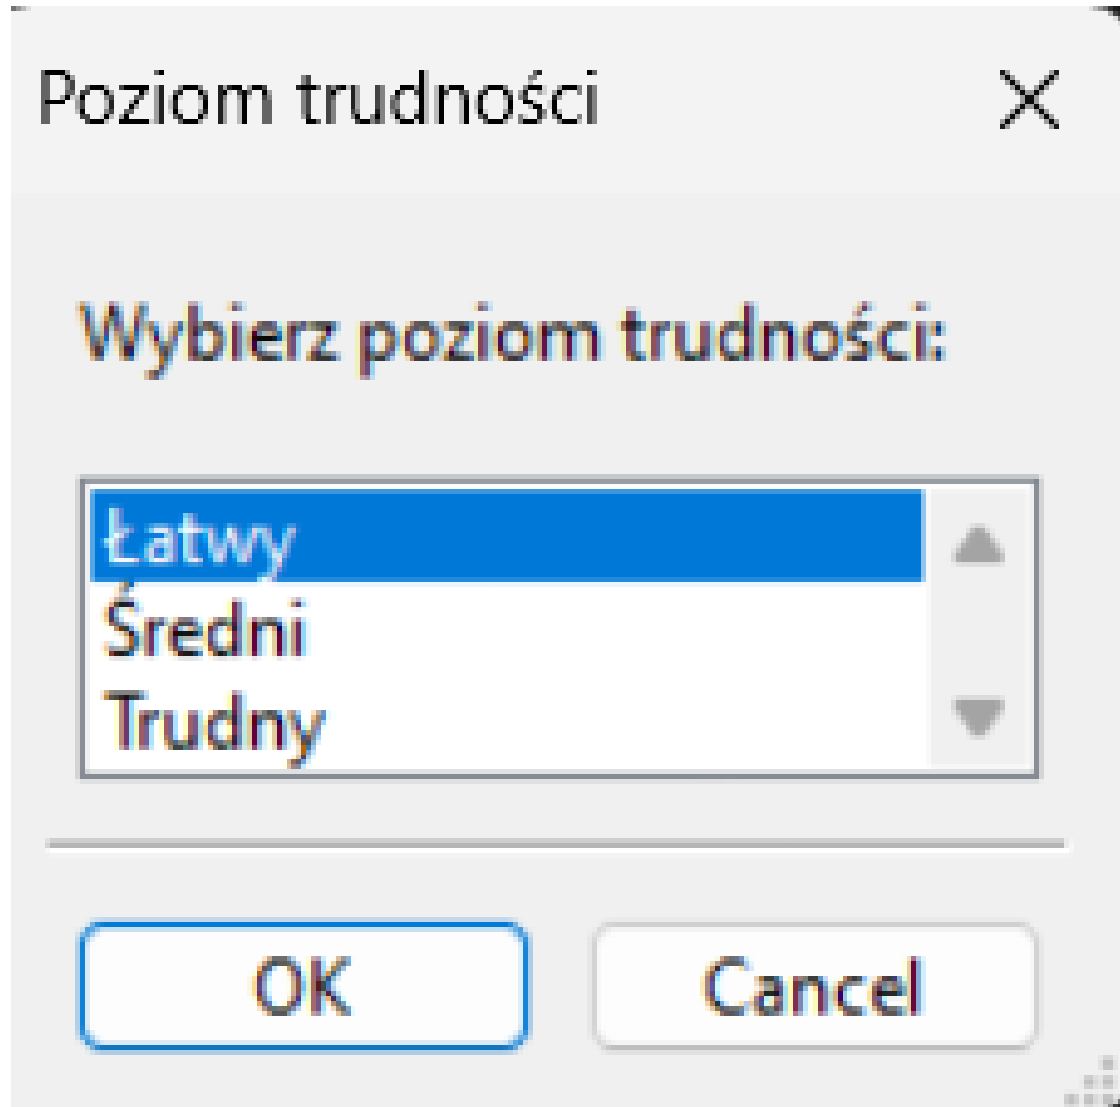 Poziom trudności
Wybierz poziom trudności:
Łatwy
Średni
Trudny
OK
Cancel